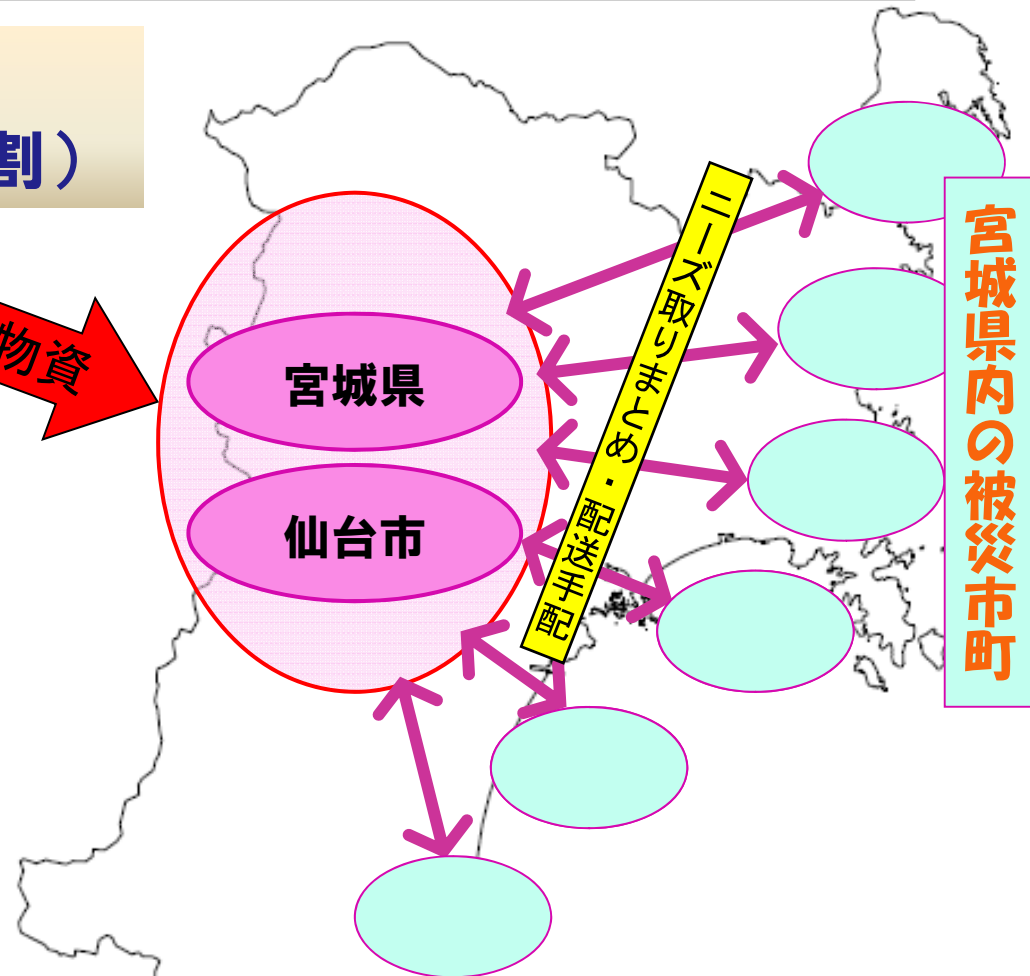 割）
物資
宮城県
仙台市
ニーズ取りまとめ・配送手配
宮城県内の被災市町